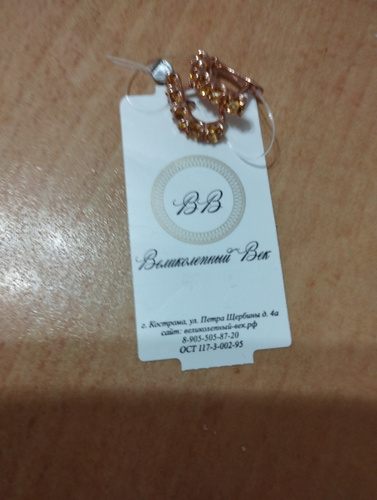 ВВ
Великолепный Век
г. Кострома, ул. Петра Щербины д. 4а
сайт: великолепный-век.рф
8-905-505-87-20
ОСТ 117-3-002-95